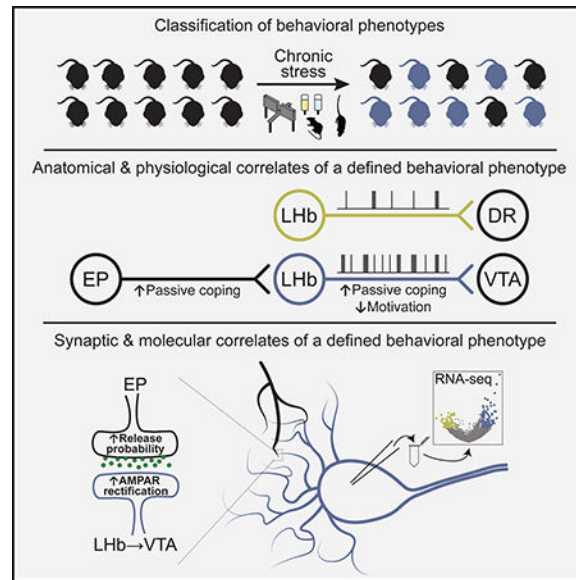 Classification of behavioral phenotypes
Chronic
stress
Anatomical & physiological correlates of a defined behavioral phenotype
LHb
DR
EP
↑Passive coping
LHb
↑Passive coping
↓Motivation
VTA
Synaptic & molecular correlates of a defined behavioral phenotype
EP
↑Release
probability
↑AMPAR
rectification
LHb→VTA
RNA-seq